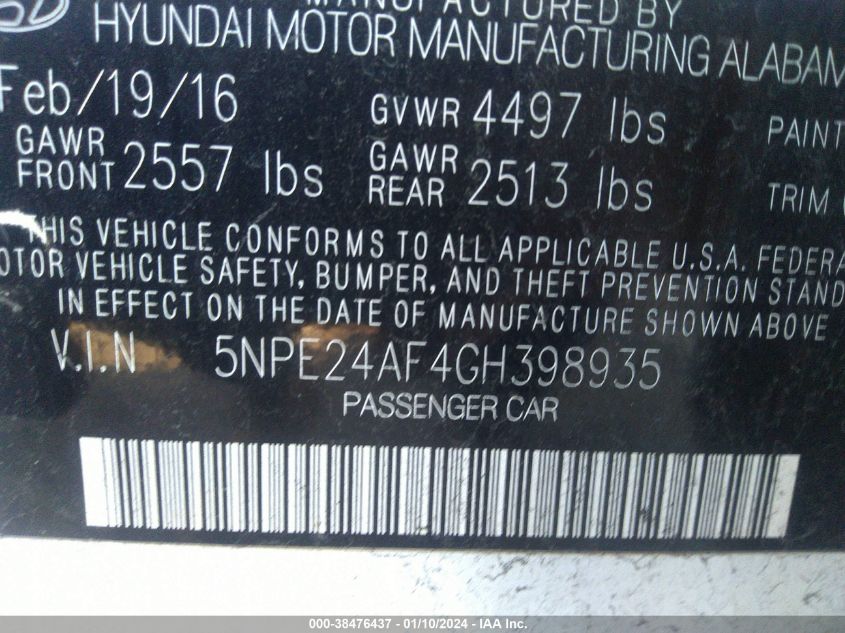 MANUFACTURED BY
HYUNDAI MOTOR MANUFACTURING ALABAM
Feb/19/16 GVWR 4497 lbs PAINT
GAWR FRONT 2557 lbs GAWR REAR 2513 lbs TRIM
THIS VEHICLE CONFORMS TO ALL APPLICABLE U.S.A. FEDERA
OTOR VEHICLE SAFETY, BUMPER, AND THEFT PREVENTION STAND
IN EFFECT ON THE DATE OF MANUFACTURE SHOWN ABOVE
V.I.N 5NPE24AF4GH398935
PASSENGER CAR
000-38476437 - 01/10/2024 - IAA Inc.